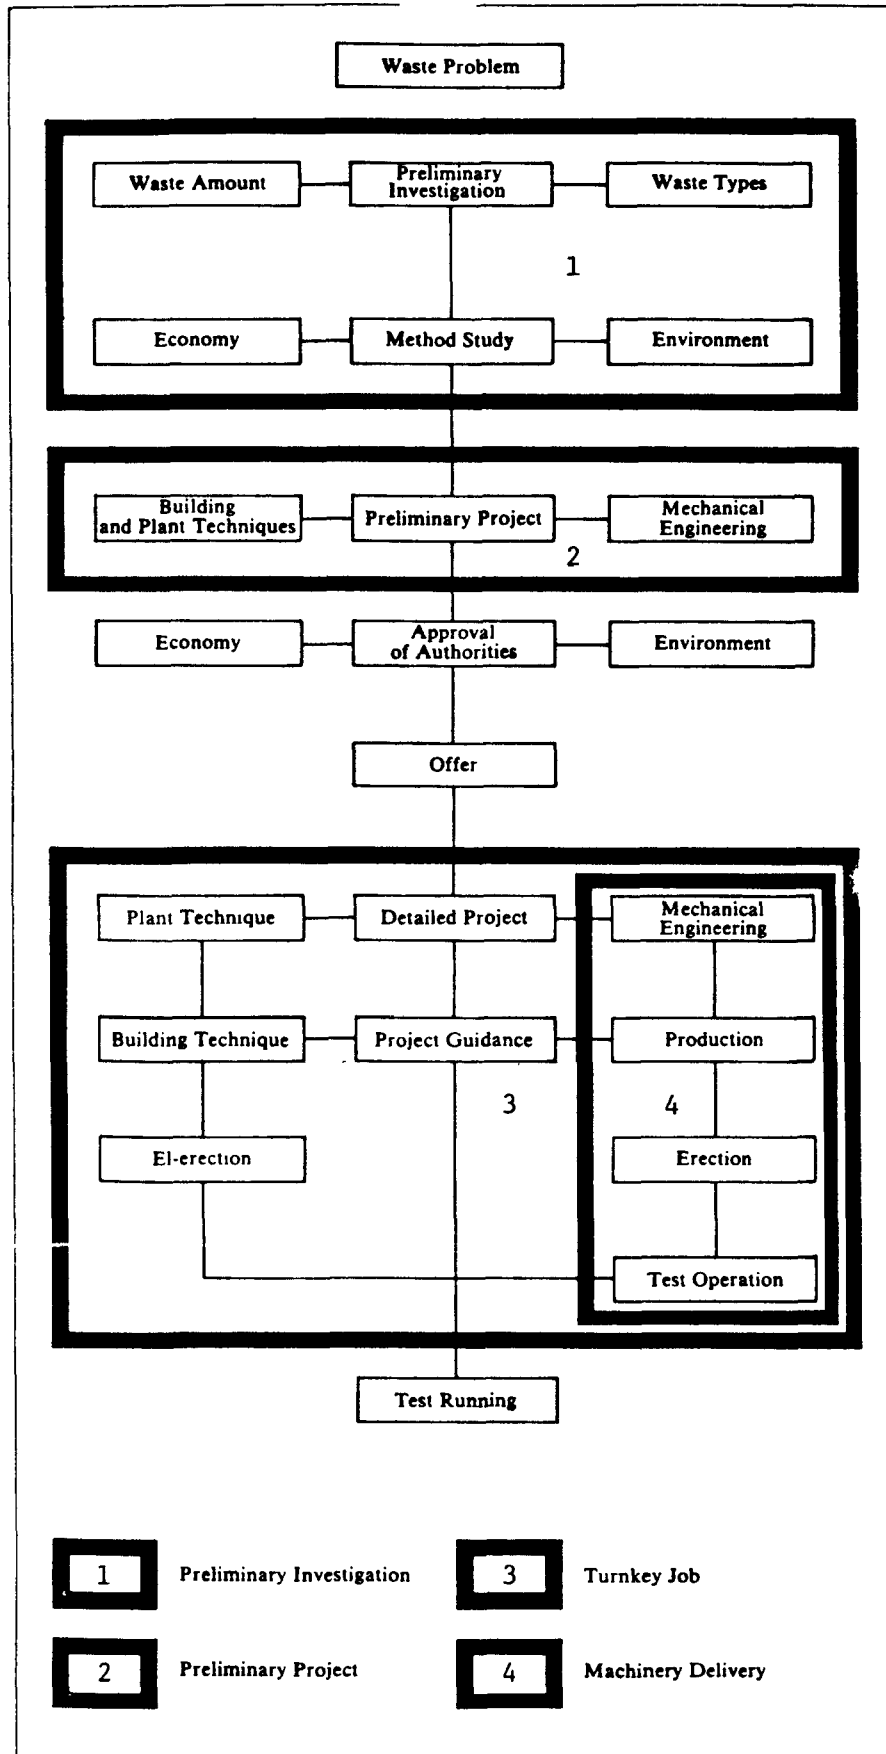 Waste Problem
Waste Amount
Preliminary
Investigation
Waste Types
1
Economy
Method Study
Environment
Building
and Plant Techniques
Preliminary Project
Mechanical
Engineering
2
Economy
Approval
of Authorities
Environment
Offer
Plant Technique
Detailed Project
Mechanical
Engineering
Building Technique
Project Guidance
Production
3
4
El-erection
Erection
Test Operation
Test Running
1
Preliminary Investigation
3
Turnkey Job
2
Preliminary Project
4
Machinery Delivery